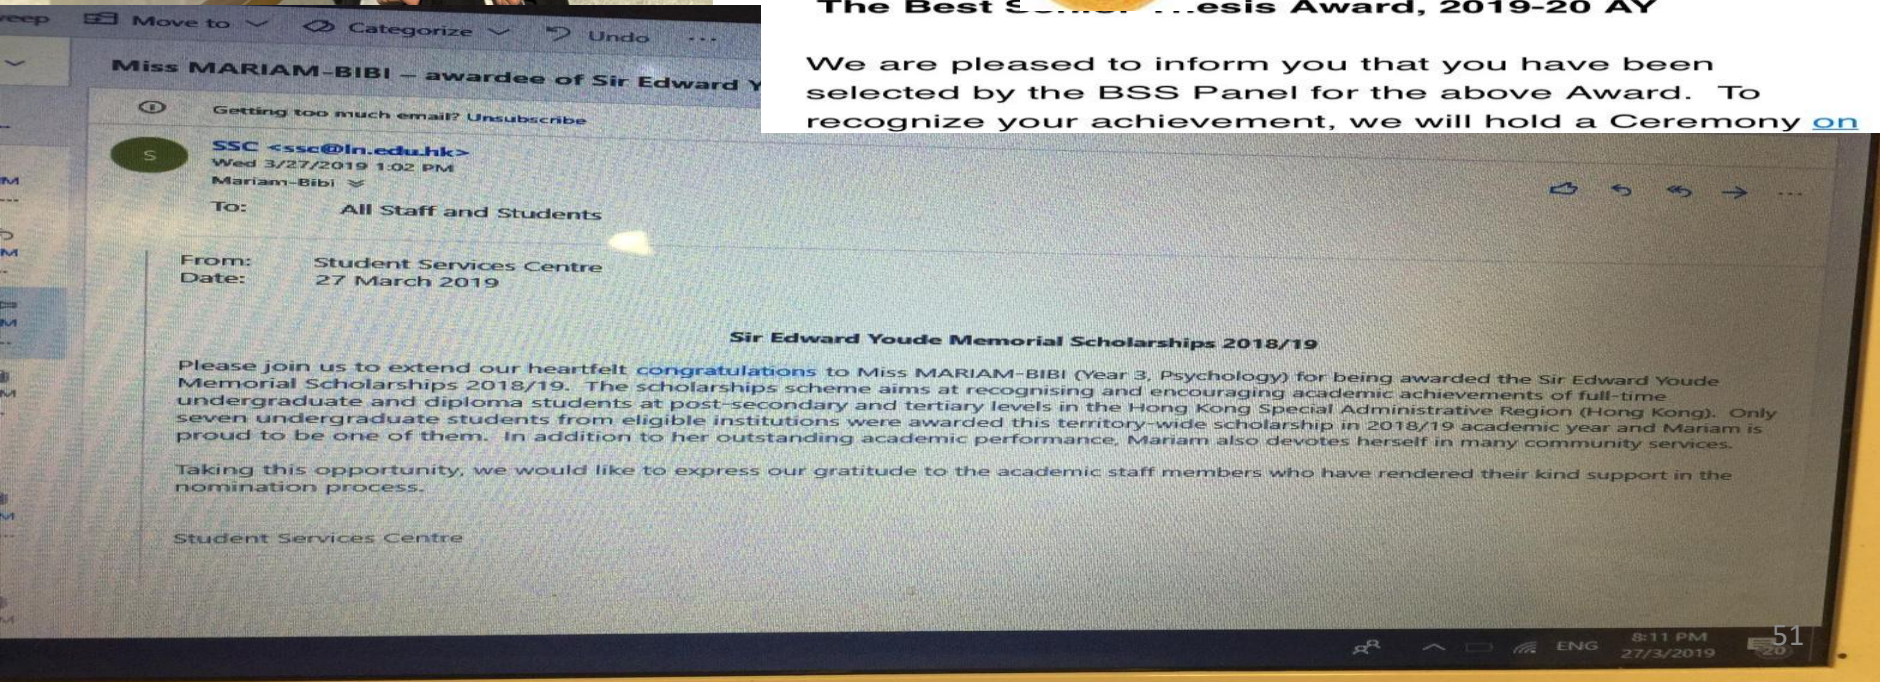 Move to
Categorize
Undo
Miss MARIAM-BIBI – awardee of Sir Edward Y
Getting too much email? Unsubscribe
S
SSC <ssc@ln.edu.hk>
Wed 3/27/2019 1:02 PM
Mariam-Bibi
To: All Staff and Students
From: Student Services Centre
Date: 27 March 2019
Sir Edward Youde Memorial Scholarships 2018/19
Please join us to extend our heartfelt congratulations to Miss MARIAM-BIBI (Year 3, Psychology) for being awarded the Sir Edward Youde
Memorial Scholarships 2018/19. The scholarships scheme aims at recognising and encouraging academic achievements of full-time
undergraduate and diploma students at post-secondary and tertiary levels in the Hong Kong Special Administrative Region (Hong Kong). Only
seven undergraduate students from eligible institutions were awarded this territory-wide scholarship in 2018/19 academic year and Mariam is
proud to be one of them. In addition to her outstanding academic performance, Mariam also devotes herself in many community services.
Taking this opportunity, we would like to express our gratitude to the academic staff members who have rendered their kind support in the
nomination process.
Student Services Centre
The Best esis Award, 2019-20 AY
We are pleased to inform you that you have been
selected by the BSS Panel for the above Award. To
recognize your achievement, we will hold a Ceremony on
ENG
8:11 PM
27/3/2019
20
51